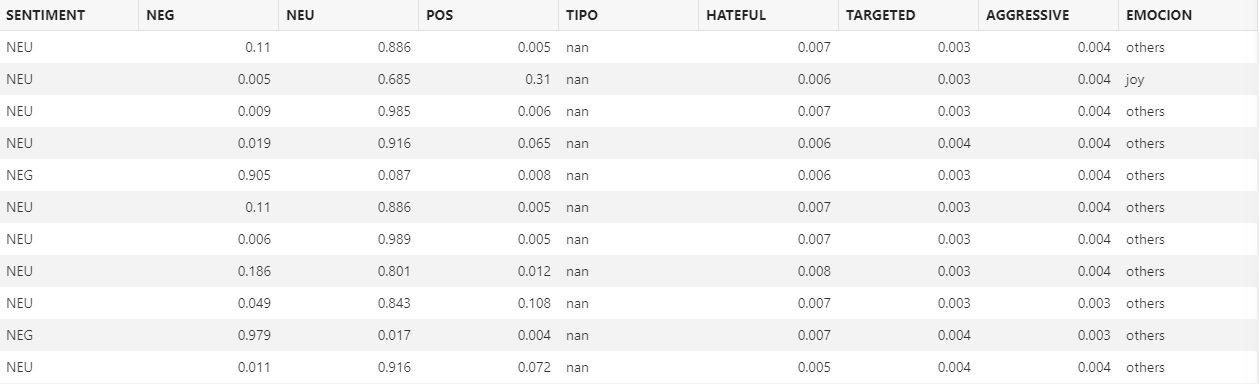 SENTIMENT NEG NEU POS TIPO HATEFUL TARGETED AGGRESSIVE EMOCION
NEU 0.11 0.886 0.005 nan 0.007 0.003 0.004 others
NEU 0.005 0.685 0.31 nan 0.006 0.003 0.004 joy
NEU 0.009 0.985 0.006 nan 0.007 0.003 0.004 others
NEU 0.019 0.916 0.065 nan 0.006 0.004 0.004 others
NEG 0.905 0.087 0.008 nan 0.006 0.003 0.004 others
NEU 0.11 0.886 0.005 nan 0.007 0.003 0.004 others
NEU 0.006 0.989 0.005 nan 0.007 0.003 0.004 others
NEU 0.186 0.801 0.012 nan 0.008 0.003 0.004 others
NEU 0.049 0.843 0.108 nan 0.007 0.003 0.003 others
NEG 0.979 0.017 0.004 nan 0.007 0.004 0.003 others
NEU 0.011 0.916 0.072 nan 0.005 0.004 0.004 others